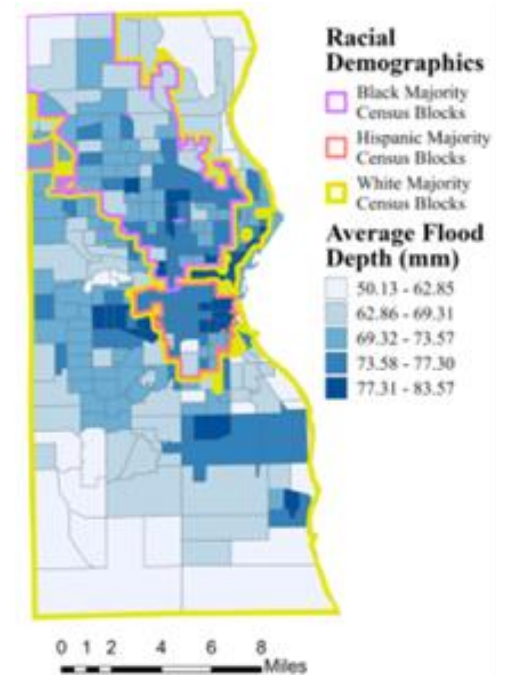 Racial
Demographics
Black Majority
Census Blocks
Hispanic Majority
Census Blocks
White Majority
Census Blocks
Average Flood
Depth (mm)
50.13 - 62.85
62.86 - 69.31
69.32 - 73.57
73.58 - 77.30
77.31 - 83.57
0 1 2 4 6 8
Miles